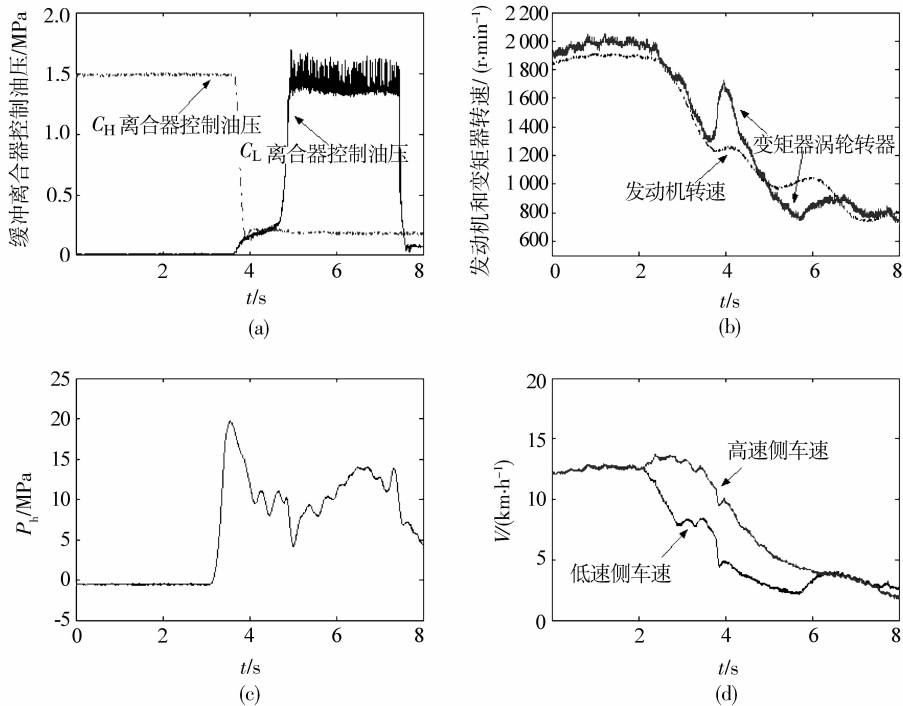 缓冲离合器控制油压/MPa
2.0
1.5
1.0
0.5
0
2
4
6
8
C_H 离合器控制油压
C_L 离合器控制油压
t/s
(a)
发动机和变矩器转速/(r·min⁻¹)
2 200
2 000
1 800
1 600
1 400
1 200
1 000
800
600
0
2
4
6
8
变矩器涡轮转器
发动机转速
t/s
(b)
P_h/MPa
25
20
15
10
5
0
-5
0
2
4
6
8
t/s
(c)
V/(km·h⁻¹)
20
15
10
5
0
0
2
4
6
8
高速侧车速
低速侧车速
t/s
(d)